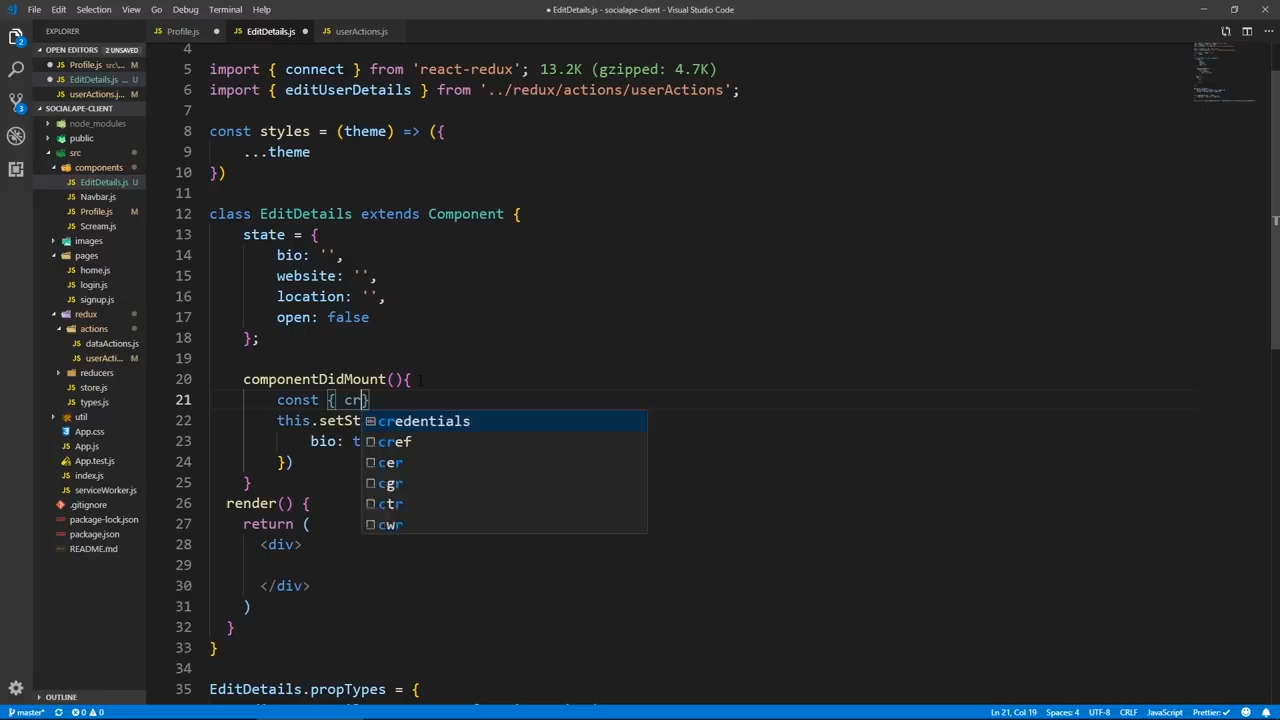 File Edit Selection View Go Debug Terminal Help
● EditDetails.js - socialape-client - Visual Studio Code
EXPLORER
OPEN EDITORS 2 UNSAVED
Profile.js src\...
EditDetails.js ...
userActions.j...
SOCIALAPE-CLIENT
node_modules
public
src
components
EditDetails.js U
Navbar.js
Profile.js M
Scream.js
images
pages
home.js
login.js
signup.js
redux
actions
dataActions.js
userActi... M
reducers
store.js
types.js
util
App.css
App.js
App.test.js
index.js
serviceWorker.js
.gitignore
package-lock.json
package.json
README.md
OUTLINE
Profile.js EditDetails.js userActions.js
4
5 import { connect } from 'react-redux'; 13.2K (gzipped: 4.7K)
6 import { editUserDetails } from '../redux/actions/userActions';
7
8 const styles = (theme) => ({
9 ...theme
10 })
11
12 class EditDetails extends Component {
13 state = {
14 bio: '',
15 website: '',
16 location: '',
17 open: false
18 };
19
20 componentDidMount(){
21 const { cr}
22 this.setSt
23 bio: t
24 })
25 }
26 render() {
27 return (
28 <div>
29
30 </div>
31 )
32 }
33 }
34
35 EditDetails.propTypes = {
credentials
cref
cer
cgr
ctr
cwr
master* 0 0
Ln 21, Col 19 Spaces: 4 UTF-8 CRLF JavaScript Prettier: ✓